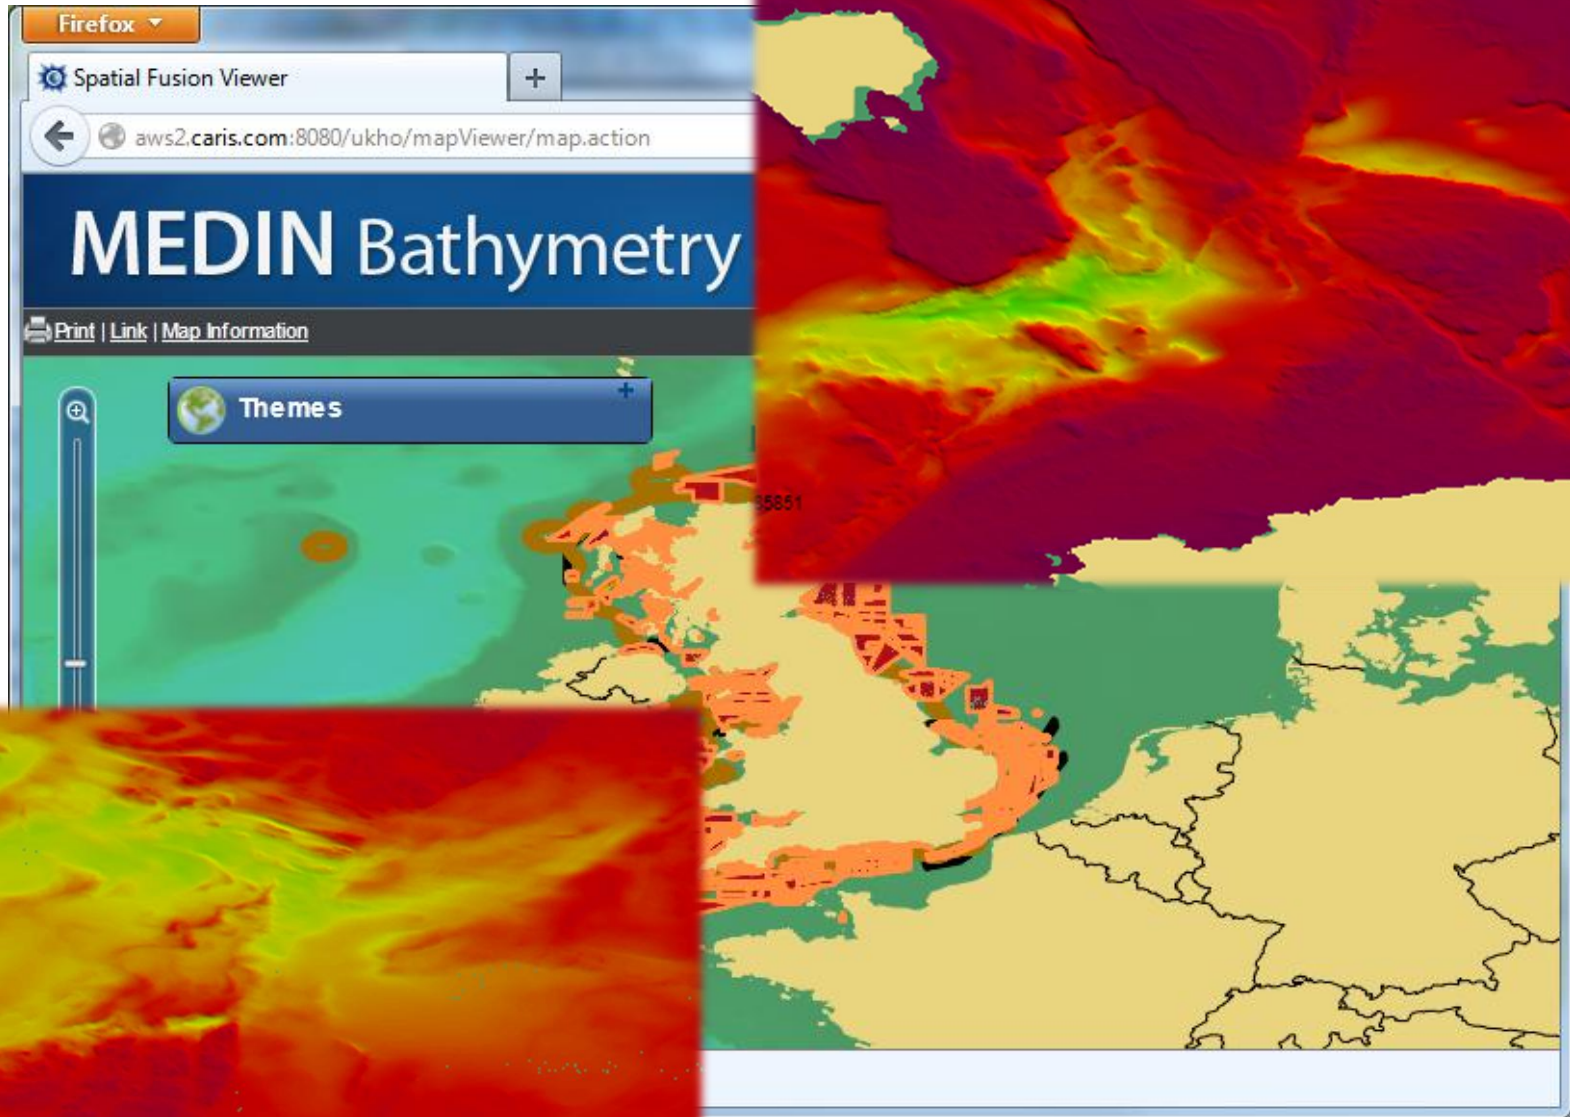 Firefox
Spatial Fusion Viewer
aws2.caris.com:8080/ukho/mapViewer/map.action
MEDIN Bathymetry
Print | Link | Map Information
Themes